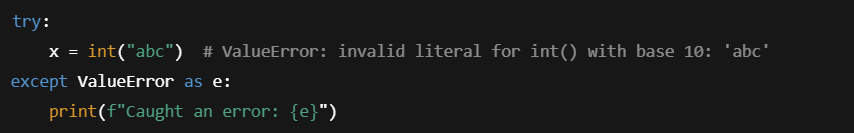 try:
    x = int("abc")  # ValueError: invalid literal for int() with base 10: 'abc'
except ValueError as e:
    print(f"Caught an error: {e}")